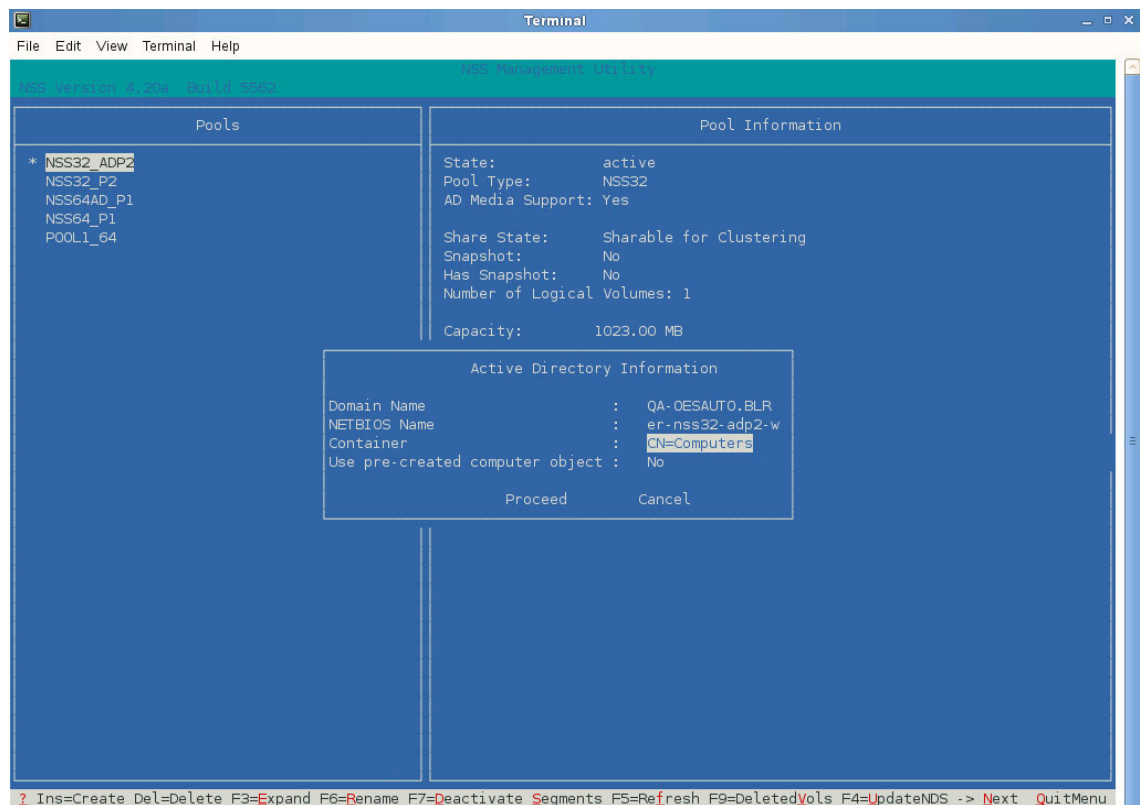 Terminal
File Edit View Terminal Help
NSS Management Utility
NSS Version 4.20a Build 5562
Pools
* NSS32_ADP2
NSS32_P2
NSS64AD_P1
NSS64_P1
POOL1_64
Pool Information
State: active
Pool Type: NSS32
AD Media Support: Yes
Share State: Sharable for Clustering
Snapshot: No
Has Snapshot: No
Number of Logical Volumes: 1
Capacity: 1023.00 MB
Active Directory Information
Domain Name : QA-OESAUTO.BLR
NETBIOS Name : er-nss32-adp2-w
Container : CN=Computers
Use pre-created computer object : No
Proceed Cancel
? Ins=Create Del=Delete F3=Expand F6=Rename F7=Deactivate Segments F5=Refresh F9=DeletedVols F4=UpdateNDS -> Next QuitMenu